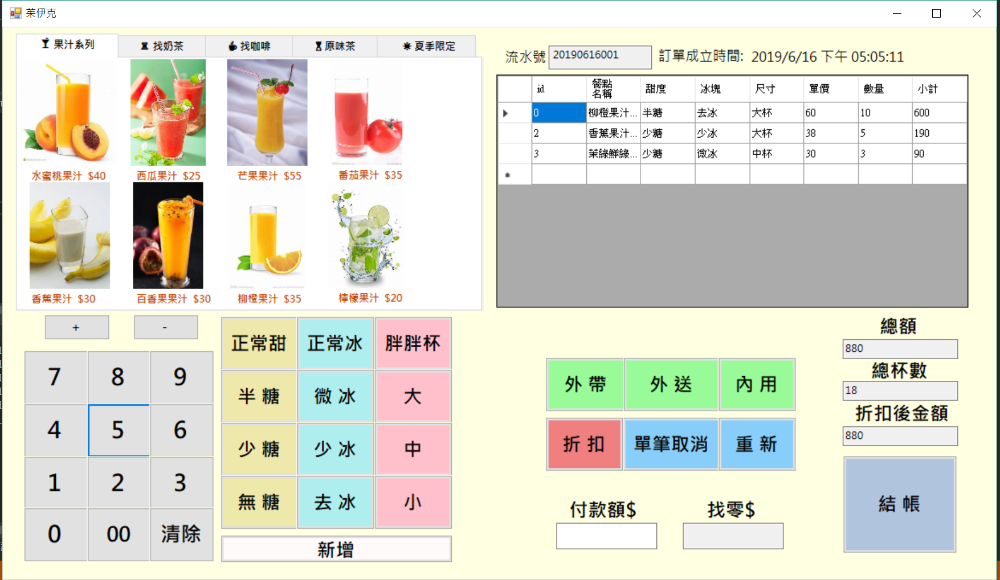 茱伊克
果汁系列
找奶茶
找咖啡
原味茶
夏季限定
水蜜桃果汁 $40
西瓜果汁 $25
芒果果汁 $55
番茄果汁 $35
香蕉果汁 $30
百香果果汁 $30
柳橙果汁 $35
檸檬果汁 $20
流水號 20190616001 訂單成立時間: 2019/6/16 下午 05:05:11
id 餐點名稱 甜度 冰塊 尺寸 單價 數量 小計
0 柳橙果汁... 半糖 去冰 大杯 60 10 600
2 香蕉果汁... 少糖 少冰 大杯 38 5 190
3 茉綠鮮綠... 少糖 微冰 中杯 30 3 90
+ -
7 8 9
4 5 6
1 2 3
0 00 清除
正常甜 正常冰 胖胖杯
半 糖 微 冰 大
少 糖 少 冰 中
無 糖 去 冰 小
新增
外 帶 外 送 內 用
折 扣 單筆取消 重 新
付款額$ 找零$
總額
880
總杯數
18
折扣後金額
880
結 帳